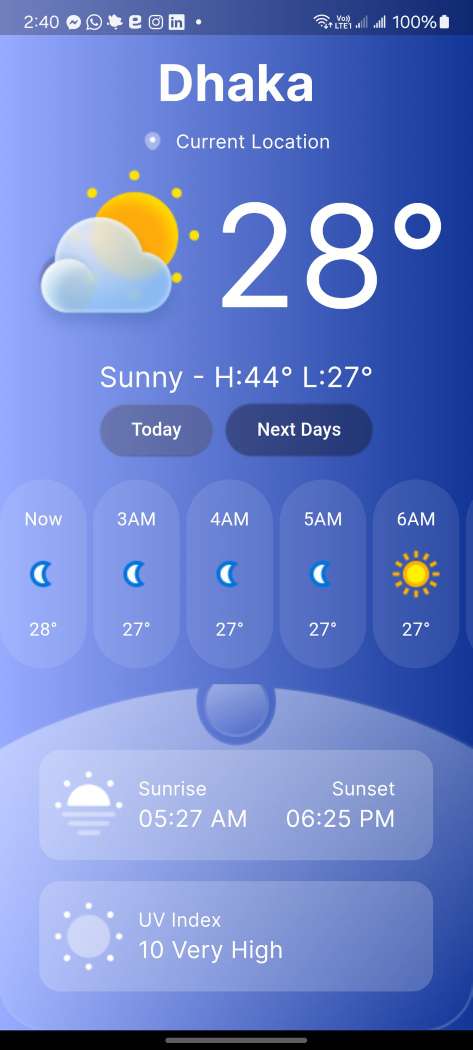 2:40 100%
Vo)) LTE1
Dhaka
Current Location
28°
Sunny - H:44° L:27°
Today Next Days
Now 3AM 4AM 5AM 6AM
28° 27° 27° 27° 27°
Sunrise Sunset
05:27 AM 06:25 PM
UV Index
10 Very High